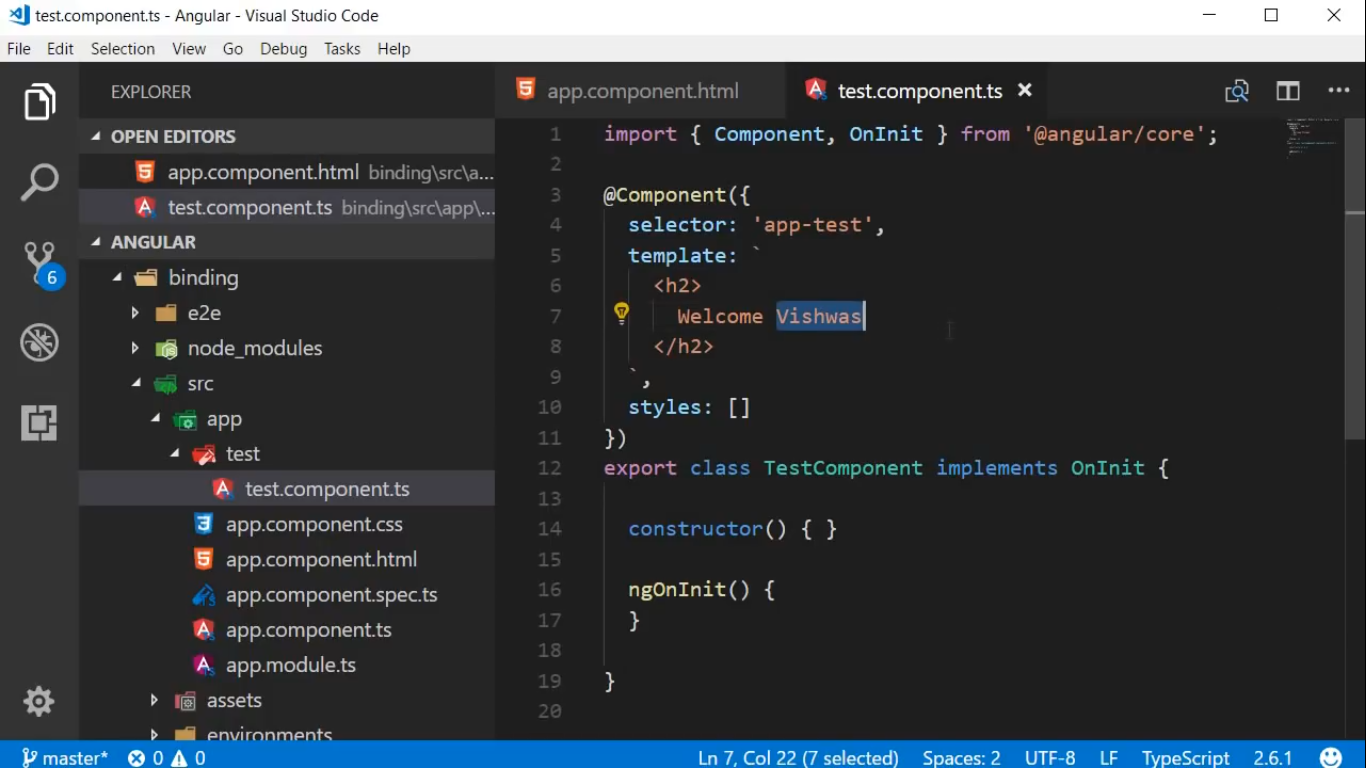 test.component.ts - Angular - Visual Studio Code
File Edit Selection View Go Debug Tasks Help
EXPLORER
OPEN EDITORS
app.component.html binding\src\a...
test.component.ts binding\src\app\...
ANGULAR
binding
e2e
node_modules
src
app
test
test.component.ts
app.component.css
app.component.html
app.component.spec.ts
app.component.ts
app.module.ts
assets
environments
6
app.component.html test.component.ts
1 import { Component, OnInit } from '@angular/core';
2
3 @Component({
4 selector: 'app-test',
5 template: `
6 <h2>
7 Welcome Vishwas
8 </h2>
9 `,
10 styles: []
11 })
12 export class TestComponent implements OnInit {
13
14 constructor() { }
15
16 ngOnInit() {
17 }
18
19 }
20
master* 0 0 Ln 7, Col 22 (7 selected) Spaces: 2 UTF-8 LF TypeScript 2.6.1